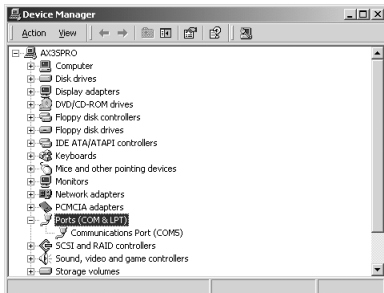 Device Manager
Action View
AX3SPRO
Computer
Disk drives
Display adapters
DVD/CD-ROM drives
Floppy disk controllers
Floppy disk drives
IDE ATA/ATAPI controllers
Keyboards
Mice and other pointing devices
Monitors
Network adapters
PCMCIA adapters
Ports (COM & LPT)
Communications Port (COM5)
SCSI and RAID controllers
Sound, video and game controllers
Storage volumes